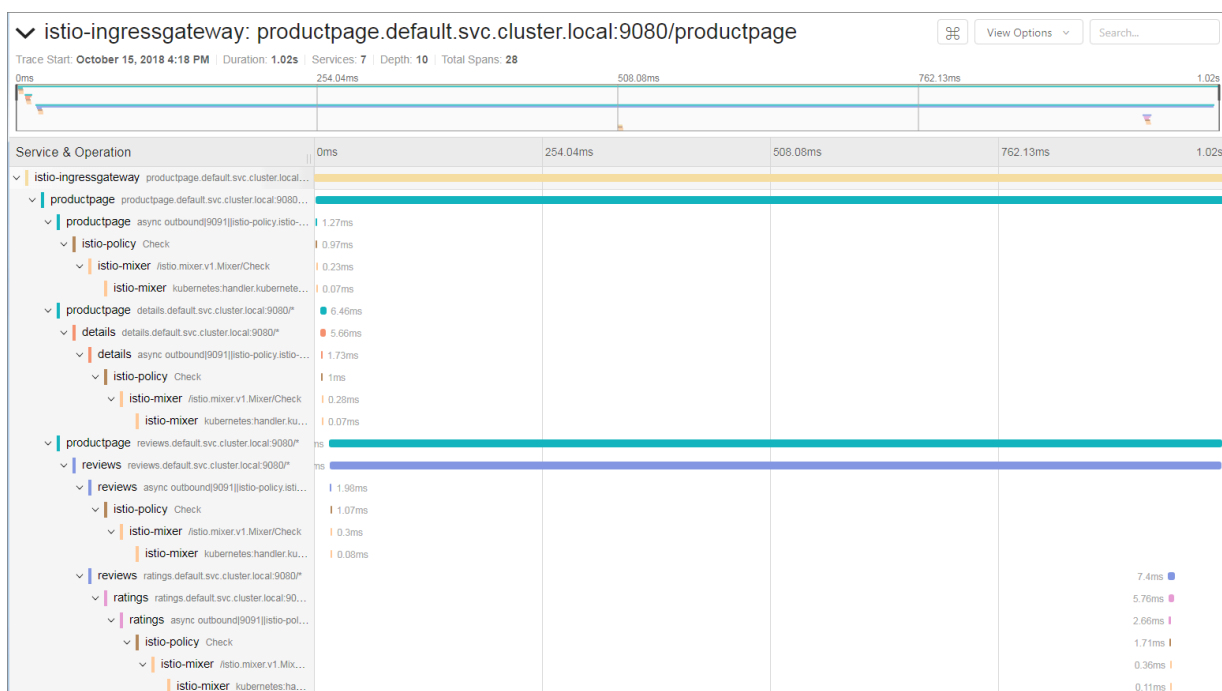 istio-ingressgateway: productpage.default.svc.cluster.local:9080/productpage
View Options
Search...
Trace Start: October 15, 2018 4:18 PM | Duration: 1.02s | Services: 7 | Depth: 10 | Total Spans: 28
0ms 254.04ms 508.08ms 762.13ms 1.02s
Service & Operation 0ms 254.04ms 508.08ms 762.13ms 1.02s
istio-ingressgateway productpage.default.svc.cluster.local...
productpage productpage.default.svc.cluster.local:9080...
productpage async outbound|9091||istio-policy.istio-... 1.27ms
istio-policy Check 0.97ms
istio-mixer /istio.mixer.v1.Mixer/Check 0.23ms
istio-mixer kubernetes:handler.kubernete... 0.07ms
productpage details.default.svc.cluster.local:9080/* 6.46ms
details details.default.svc.cluster.local:9080/* 5.66ms
details async outbound|9091||istio-policy.istio-... 1.73ms
istio-policy Check 1ms
istio-mixer /istio.mixer.v1.Mixer/Check 0.28ms
istio-mixer kubernetes:handler.ku... 0.07ms
productpage reviews.default.svc.cluster.local:9080/* ms
reviews reviews.default.svc.cluster.local:9080/* ms
reviews async outbound|9091||istio-policy.isti... 1.98ms
istio-policy Check 1.07ms
istio-mixer /istio.mixer.v1.Mixer/Check 0.3ms
istio-mixer kubernetes:handler.ku... 0.08ms
reviews ratings.default.svc.cluster.local:9080/* 7.4ms
ratings ratings.default.svc.cluster.local:90... 5.76ms
ratings async outbound|9091||istio-pol... 2.66ms
istio-policy Check 1.71ms
istio-mixer /istio.mixer.v1.Mix... 0.36ms
istio-mixer kubernetes:ha... 0.11ms